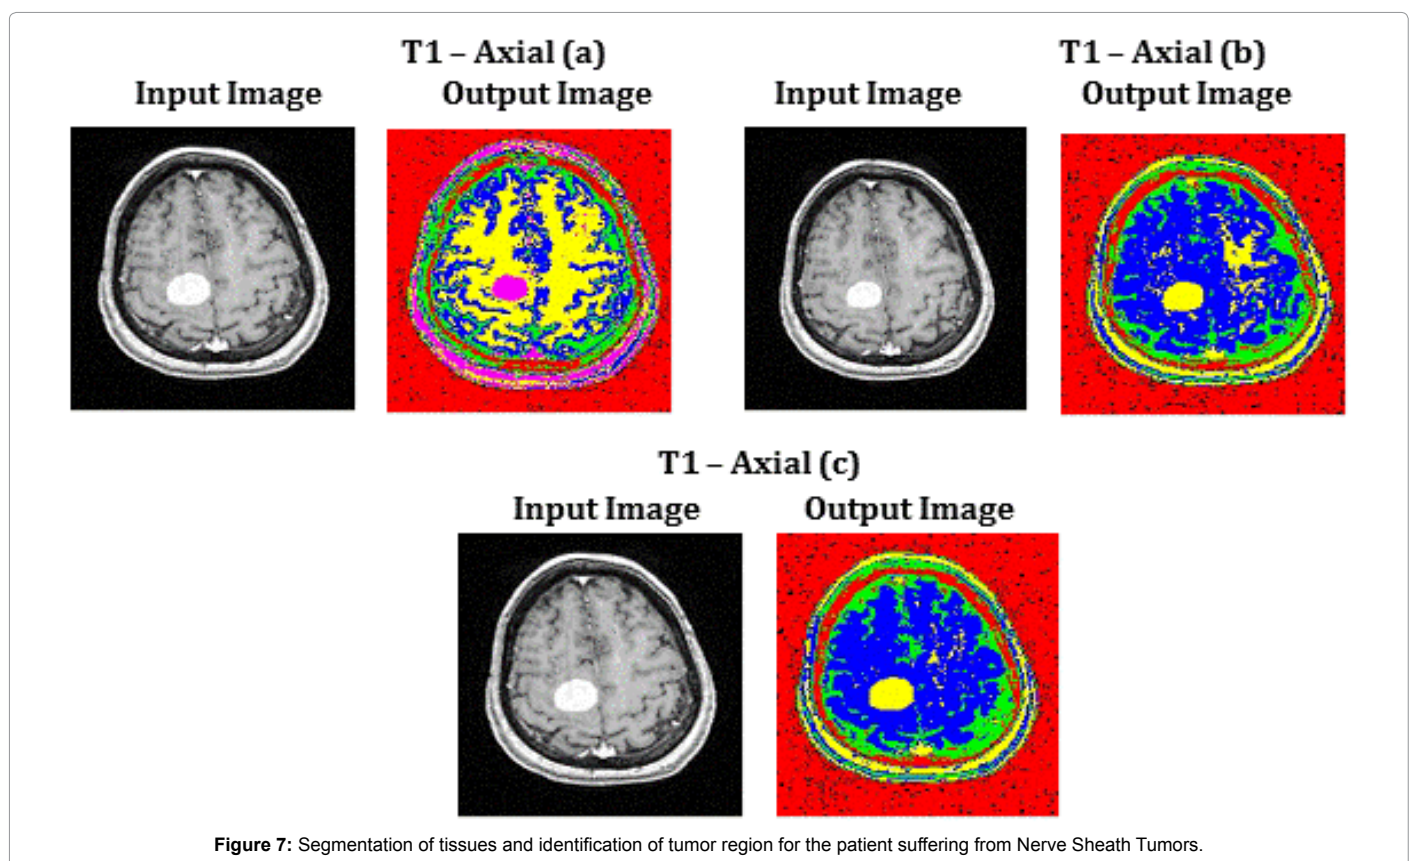 T1 – Axial (a)
Input Image
Output Image
T1 – Axial (b)
Input Image
Output Image
T1 – Axial (c)
Input Image
Output Image
Figure 7: Segmentation of tissues and identification of tumor region for the patient suffering from Nerve Sheath Tumors.